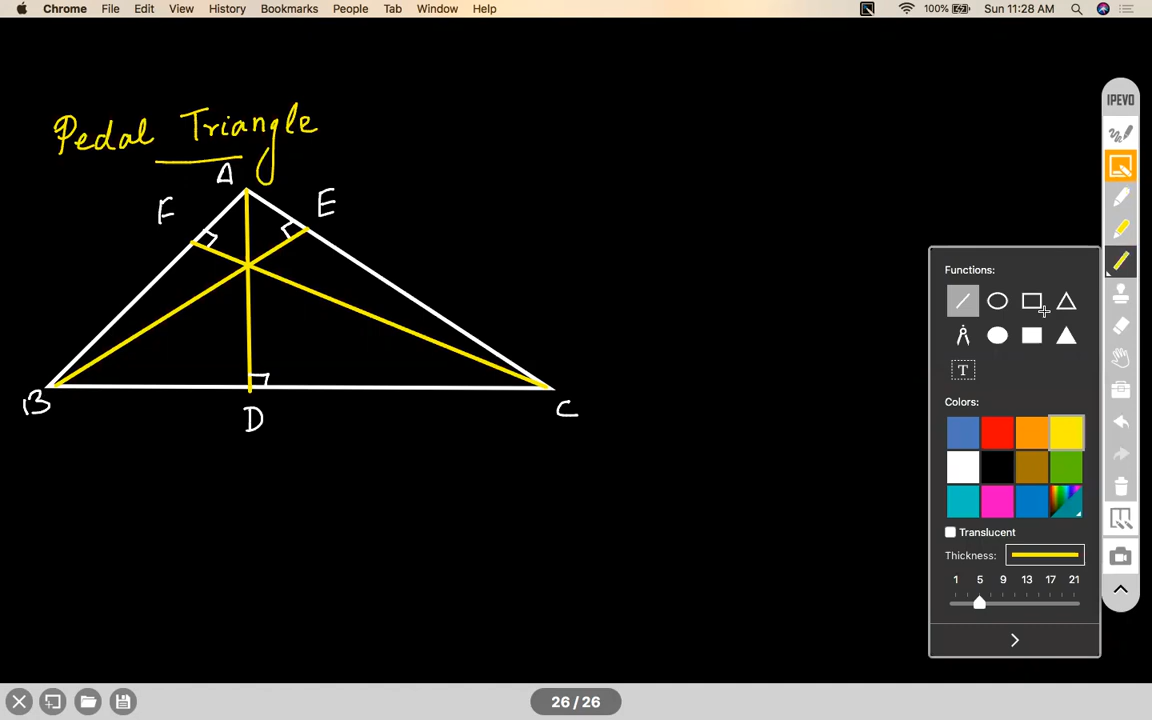 Chrome File Edit View History Bookmarks People Tab Window Help 100% Sun 11:28 AM
IPEVO
Pedal Triangle
A
F E
B D C
Functions:
T
Colors:
Translucent
Thickness:
1 5 9 13 17 21
26 / 26